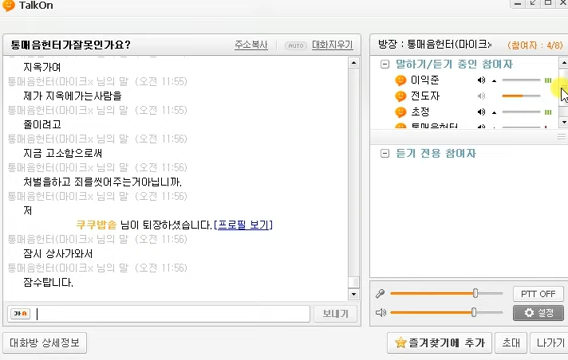 TalkOn
통매음헌터가잘못인가요?
주소복사 AUTO 대화지우기
지옥가며
통매음헌터(마이크x 님의 말 (오전 11:55)
제가 지옥에가는사람을
통매음헌터(마이크x 님의 말 (오전 11:55)
줄이려고
통매음헌터(마이크x 님의 말 (오전 11:56)
지금 고소함으로써
통매음헌터(마이크x 님의 말 (오전 11:56)
처벌을하고 죄를씻어주는거아닙니까.
통매음헌터(마이크x 님의 말 (오전 11:56)
저
쿠쿠밥솥 님이 퇴장하셨습니다.[프로필 보기]
통매음헌터(마이크x 님의 말 (오전 11:56)
잠시 상사가와서
통매음헌터(마이크x 님의 말 (오전 11:56)
잠수탑니다.
가a
보내기
대화방 상세정보
방장 : 통매음헌터(마이크x (참여자 : 4/8)
말하기/듣기 중인 참여자
이익준
전도자
초정
통매음헌터
듣기 전용 참여자
PTT OFF
설정
즐겨찾기에 추가 초대 나가기